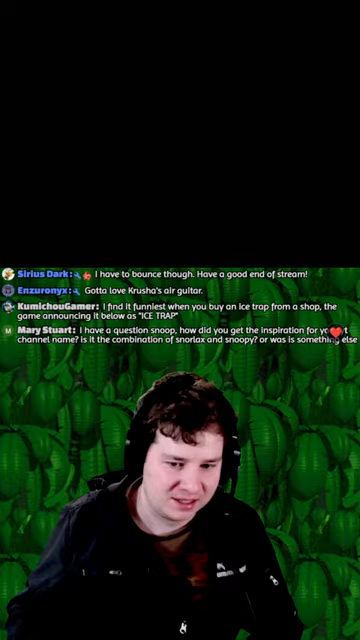 Sirius Dark: I have to bounce though. Have a good end of stream!
Enzuronyx: Gotta love Krusha's air guitar.
KumichouGamer: I find it funniest when you buy an ice trap from a shop, the
game announcing it below as "ICE TRAP"
M Mary Stuart: I have a question snoop, how did you get the inspiration for
channel name? is it the combination of snorlax and snoopy? or was is something else